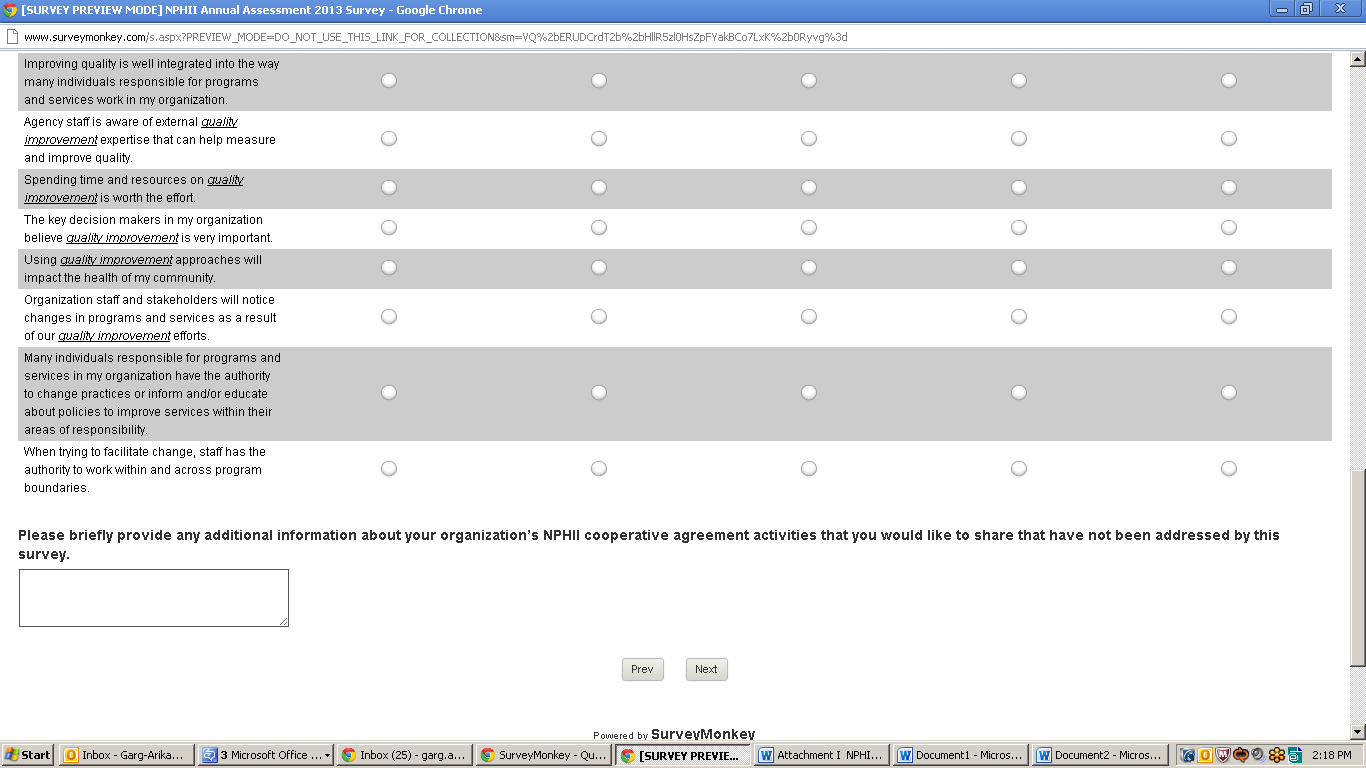 [SURVEY PREVIEW MODE] NPHII Annual Assessment 2013 Survey - Google Chrome
www.surveymonkey.com/s.aspx?PREVIEW_MODE=DO_NOT_USE_THIS_LINK_FOR_COLLECTION&sm=VQ%2bERUDCrdT2b%2bHllR5zl0HsZpFYakBCo7LxK%2b0Ryvg%3d
Improving quality is well integrated into the way
many individuals responsible for programs
and services work in my organization.
Agency staff is aware of external quality
improvement expertise that can help measure
and improve quality.
Spending time and resources on quality
improvement is worth the effort.
The key decision makers in my organization
believe quality improvement is very important.
Using quality improvement approaches will
impact the health of my community.
Organization staff and stakeholders will notice
changes in programs and services as a result
of our quality improvement efforts.
Many individuals responsible for programs and
services in my organization have the authority
to change practices or inform and/or educate
about policies to improve services within their
areas of responsibility.
When trying to facilitate change, staff has the
authority to work within and across program
boundaries.
Please briefly provide any additional information about your organization's NPHII cooperative agreement activities that you would like to share that have not been addressed by this
survey.
Prev Next
Powered by SurveyMonkey
Start Inbox - Garg-Arika... 3 Microsoft Office ... Inbox (25) - garg.a... SurveyMonkey - Qu... [SURVEY PREVIE... Attachment I NPHI... Document1 - Micros... Document2 - Micros... 2:18 PM